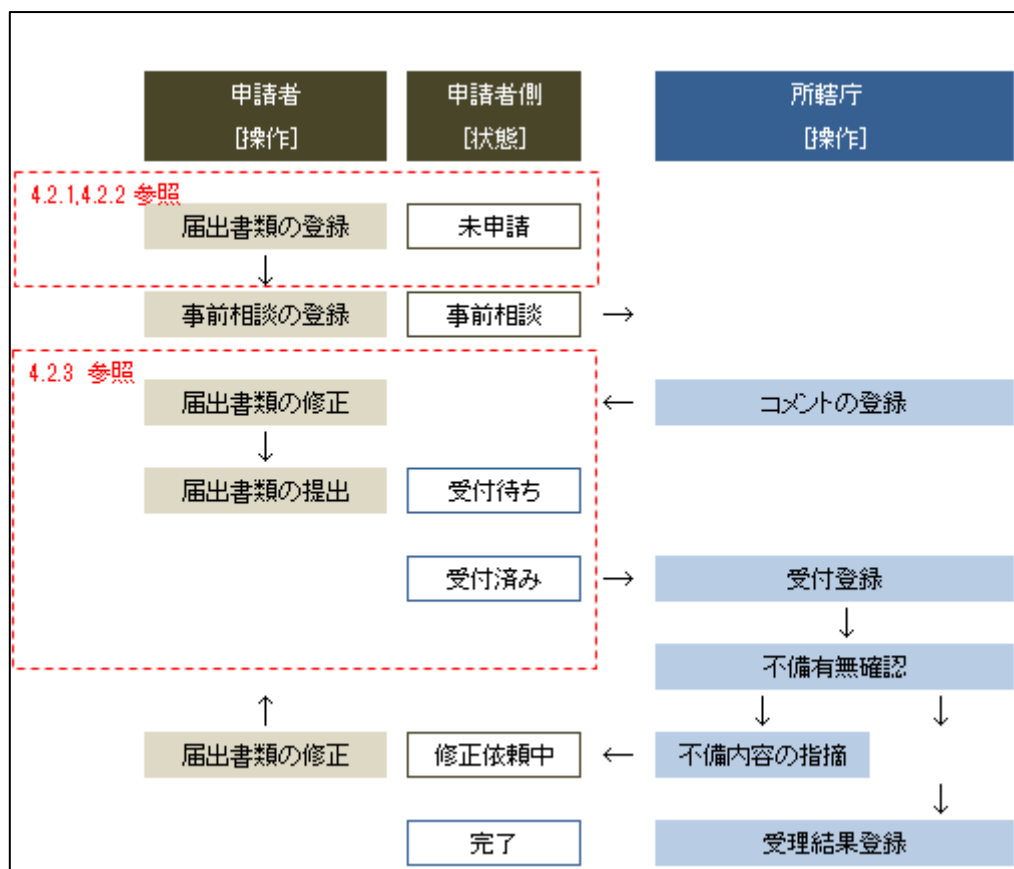 申請者
[操作]
申請者側
[状態]
所轄庁
[操作]
4.2.1,4.2.2 参照
届出書類の登録
未申請
↓
事前相談の登録
事前相談
→
4.2.3 参照
届出書類の修正
←
コメントの登録
↓
届出書類の提出
受付待ち
受付済み
→
受付登録
↓
不備有無確認
↑
↓
↓
届出書類の修正
修正依頼中
←
不備内容の指摘
↓
完了
受理結果登録